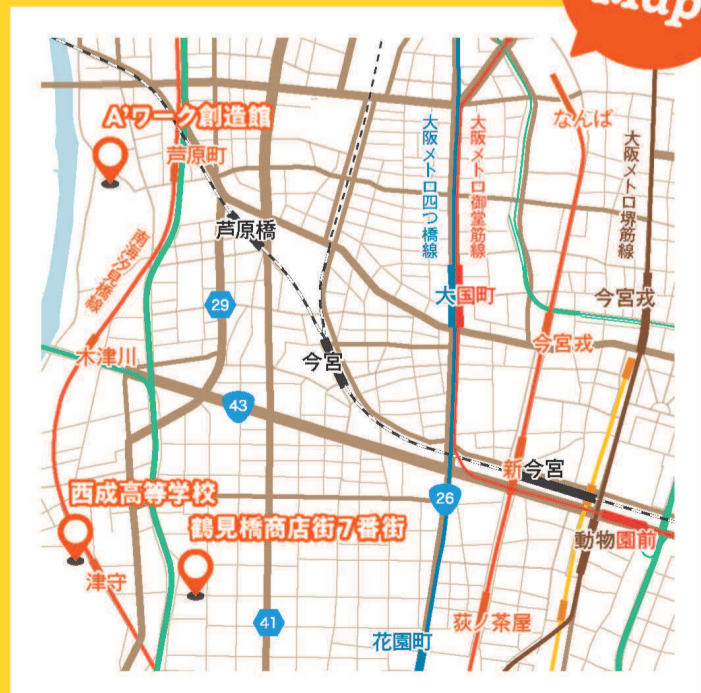 Map
A'ワーク創造館
芦原町
なんば
大阪メトロ四つ橋線
大阪メトロ御堂筋線
大阪メトロ堺筋線
南海汐見橋線
芦原橋
29
大国町
今宮戎
木津川
今宮
今宮戎
43
新今宮
26
西成高等学校
鶴見橋商店街7番街
動物園前
津守
41
花園町
荻ノ茶屋